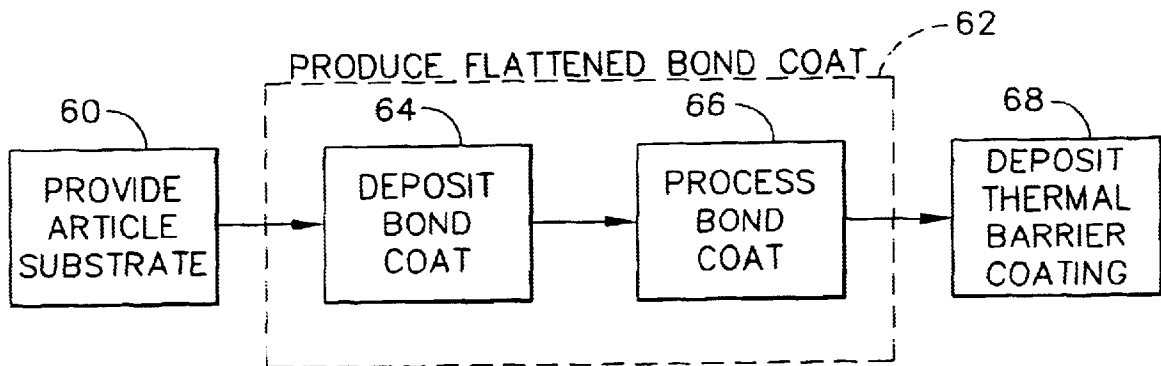 62
PRODUCE FLATTENED BOND COAT
60
64
66
68
PROVIDE
ARTICLE
SUBSTRATE
DEPOSIT
BOND
COAT
PROCESS
BOND
COAT
DEPOSIT
THERMAL
BARRIER
COATING